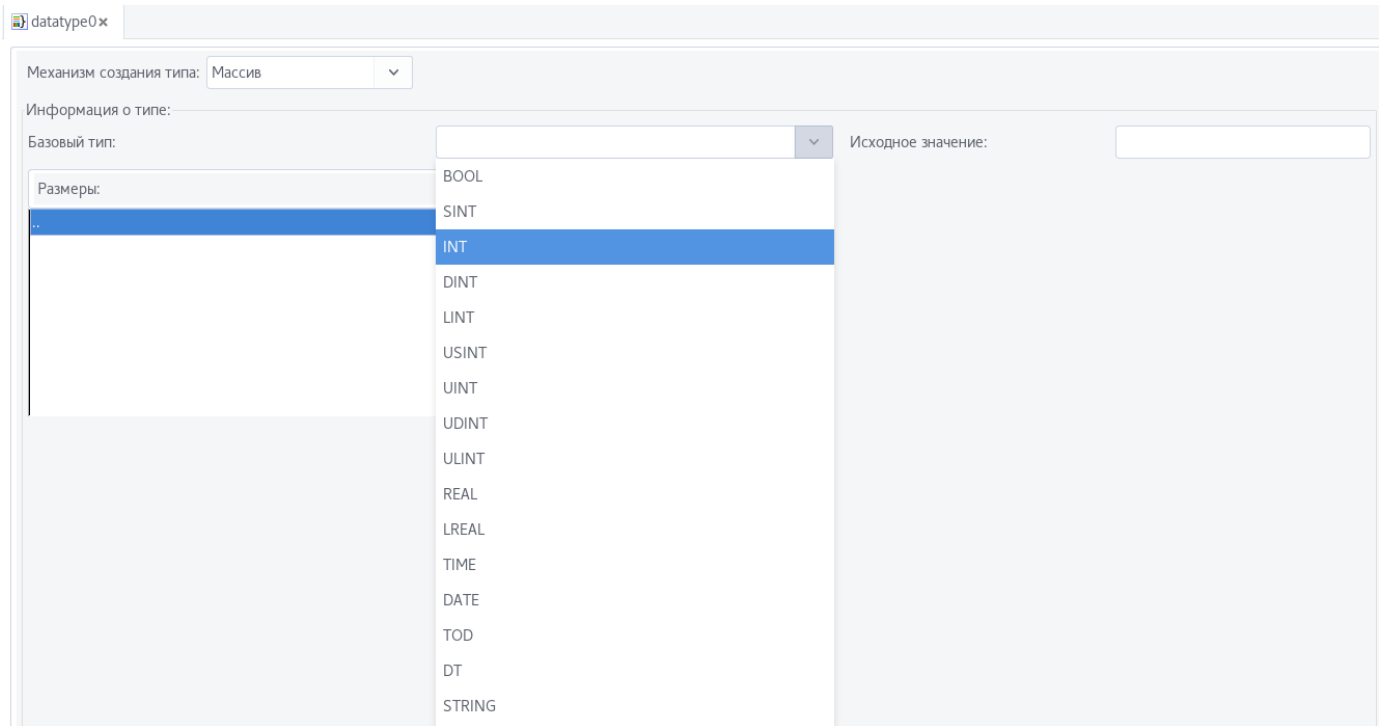 datatype0
Механизм создания типа: Массив
Информация о типе:
Базовый тип:
Исходное значение:
Размеры:
..
BOOL
SINT
INT
DINT
LINT
USINT
UINT
UDINT
ULINT
REAL
LREAL
TIME
DATE
TOD
DT
STRING